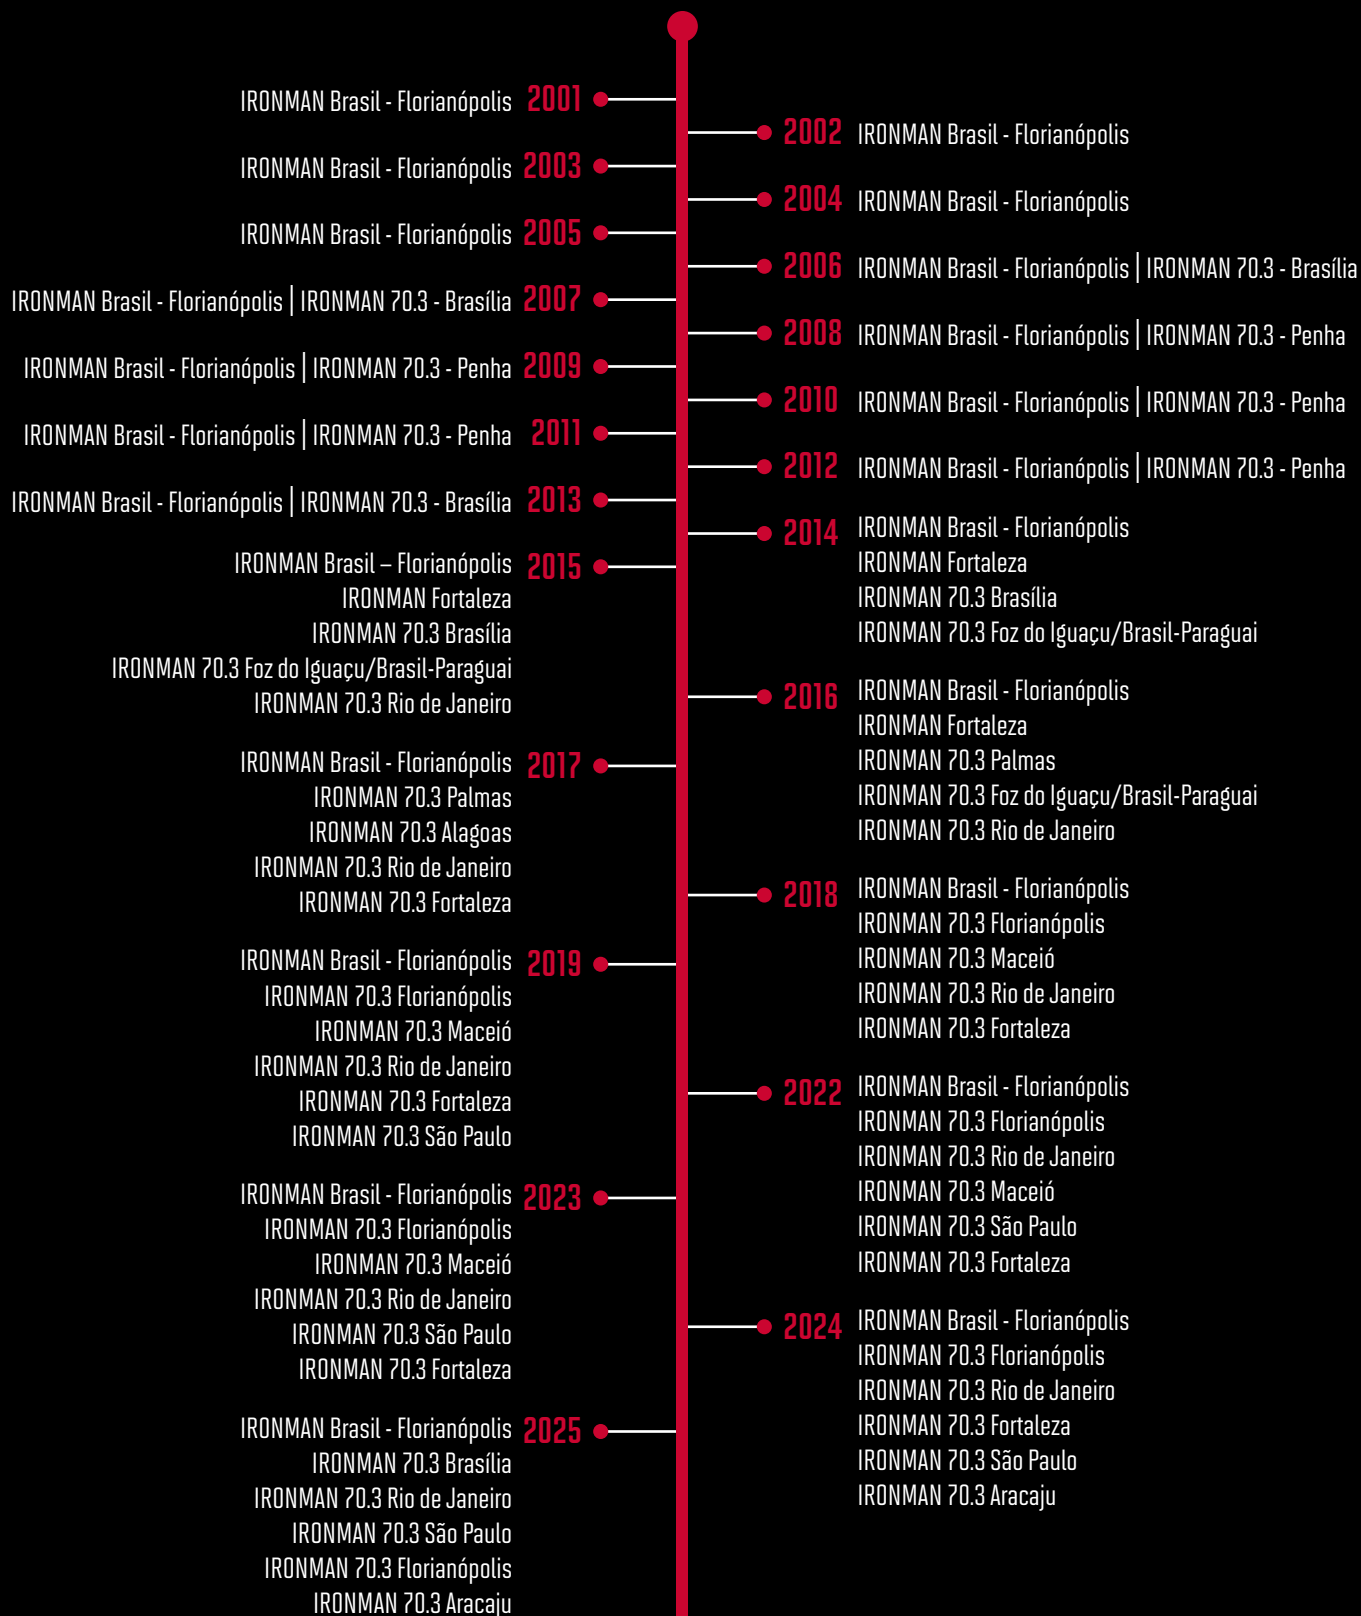 IRONMAN Brasil - Florianópolis 2001
2002 IRONMAN Brasil - Florianópolis
IRONMAN Brasil - Florianópolis 2003
2004 IRONMAN Brasil - Florianópolis
IRONMAN Brasil - Florianópolis 2005
2006 IRONMAN Brasil - Florianópolis | IRONMAN 70.3 - Brasília
IRONMAN Brasil - Florianópolis | IRONMAN 70.3 - Brasília 2007
2008 IRONMAN Brasil - Florianópolis | IRONMAN 70.3 - Penha
IRONMAN Brasil - Florianópolis | IRONMAN 70.3 - Penha 2009
2010 IRONMAN Brasil - Florianópolis | IRONMAN 70.3 - Penha
IRONMAN Brasil - Florianópolis | IRONMAN 70.3 - Penha 2011
2012 IRONMAN Brasil - Florianópolis | IRONMAN 70.3 - Penha
IRONMAN Brasil - Florianópolis | IRONMAN 70.3 - Brasília 2013
2014 IRONMAN Brasil - Florianópolis
IRONMAN Fortaleza
IRONMAN 70.3 Brasília
IRONMAN 70.3 Foz do Iguaçu/Brasil-Paraguai
IRONMAN Brasil – Florianópolis 2015
IRONMAN Fortaleza
IRONMAN 70.3 Brasília
IRONMAN 70.3 Foz do Iguaçu/Brasil-Paraguai
IRONMAN 70.3 Rio de Janeiro
2016 IRONMAN Brasil - Florianópolis
IRONMAN Fortaleza
IRONMAN 70.3 Palmas
IRONMAN 70.3 Foz do Iguaçu/Brasil-Paraguai
IRONMAN 70.3 Rio de Janeiro
IRONMAN Brasil - Florianópolis 2017
IRONMAN 70.3 Palmas
IRONMAN 70.3 Alagoas
IRONMAN 70.3 Rio de Janeiro
IRONMAN 70.3 Fortaleza
2018 IRONMAN Brasil - Florianópolis
IRONMAN 70.3 Florianópolis
IRONMAN 70.3 Maceió
IRONMAN 70.3 Rio de Janeiro
IRONMAN 70.3 Fortaleza
IRONMAN Brasil - Florianópolis 2019
IRONMAN 70.3 Florianópolis
IRONMAN 70.3 Maceió
IRONMAN 70.3 Rio de Janeiro
IRONMAN 70.3 Fortaleza
IRONMAN 70.3 São Paulo
2022 IRONMAN Brasil - Florianópolis
IRONMAN 70.3 Florianópolis
IRONMAN 70.3 Rio de Janeiro
IRONMAN 70.3 Maceió
IRONMAN 70.3 São Paulo
IRONMAN 70.3 Fortaleza
IRONMAN Brasil - Florianópolis 2023
IRONMAN 70.3 Florianópolis
IRONMAN 70.3 Maceió
IRONMAN 70.3 Rio de Janeiro
IRONMAN 70.3 São Paulo
IRONMAN 70.3 Fortaleza
2024 IRONMAN Brasil - Florianópolis
IRONMAN 70.3 Florianópolis
IRONMAN 70.3 Rio de Janeiro
IRONMAN 70.3 Fortaleza
IRONMAN 70.3 São Paulo
IRONMAN 70.3 Aracaju
IRONMAN Brasil - Florianópolis 2025
IRONMAN 70.3 Brasília
IRONMAN 70.3 Rio de Janeiro
IRONMAN 70.3 São Paulo
IRONMAN 70.3 Florianópolis
IRONMAN 70.3 Aracaju